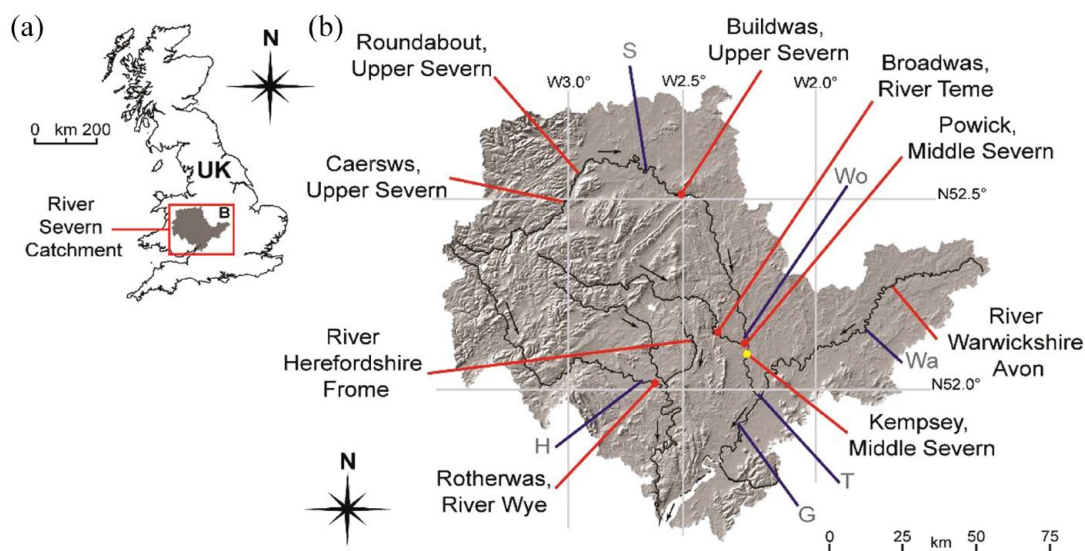 (a)
N
0 km 200
UK
River
Severn
Catchment
B
(b)
Roundabout,
Upper Severn
S
Buildwas,
Upper Severn
Broadwas,
River Teme
Powick,
Middle Severn
W3.0°
W2.5°
W2.0°
Caersws,
Upper Severn
Wo
N52.5°
River
Herefordshire
Frome
River
Warwickshire
Avon
Wa
N52.0°
Kempsey,
Middle Severn
H
T
G
Rotherwas,
River Wye
N
0 25 50 75
km